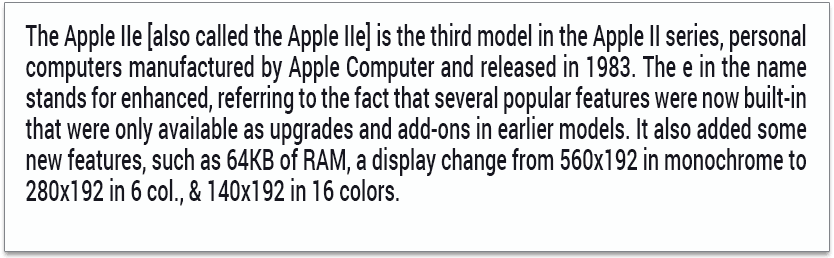 The Apple IIe [also called the Apple IIe] is the third model in the Apple II series, personal
computers manufactured by Apple Computer and released in 1983. The e in the name
stands for enhanced, referring to the fact that several popular features were now built-in
that were only available as upgrades and add-ons in earlier models. It also added some
new features, such as 64KB of RAM, a display change from 560x192 in monochrome to
280x192 in 6 col., & 140x192 in 16 colors.